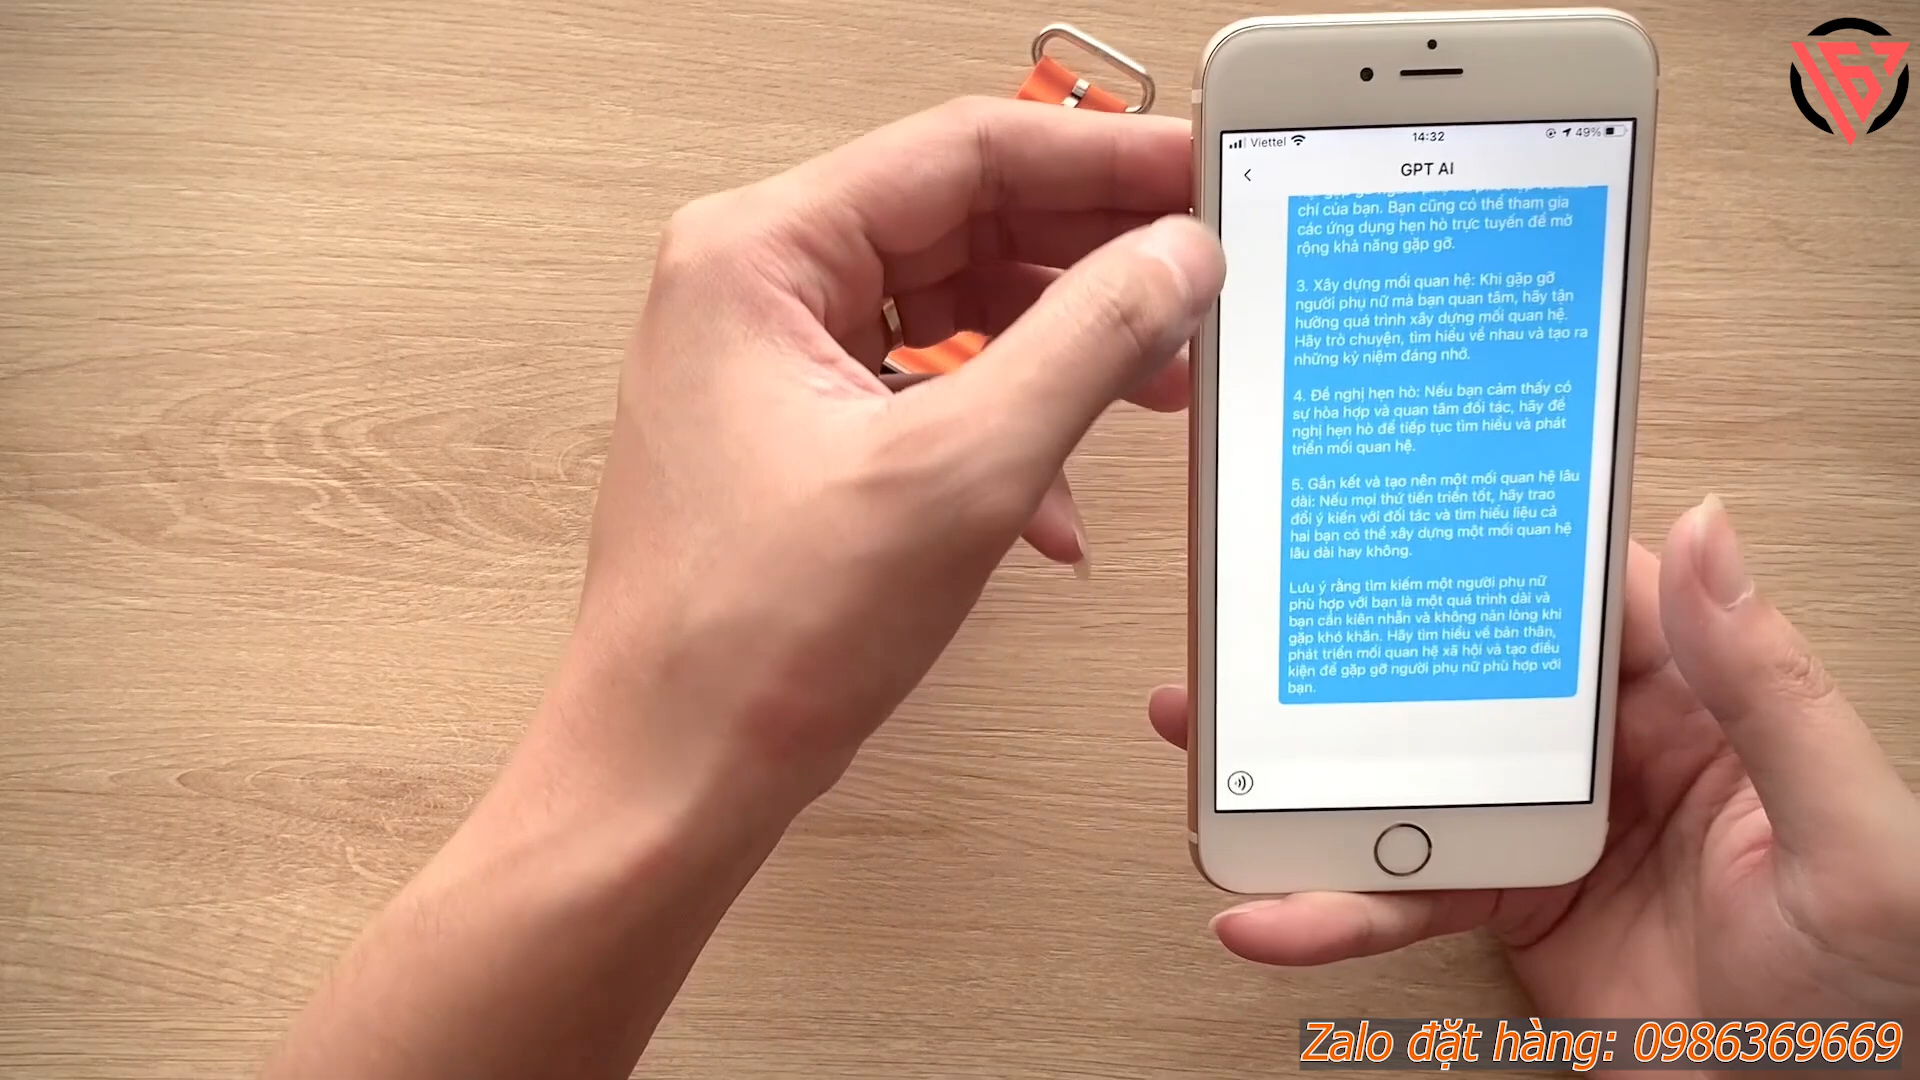 Viettel 14:32 49%
GPT AI
chí của bạn. Bạn cũng có thể tham gia
các ứng dụng hẹn hò trực tuyến để mở
rộng khả năng gặp gỡ.
3. Xây dựng mối quan hệ: Khi gặp gỡ
người phụ nữ mà bạn quan tâm, hãy tận
hưởng quá trình xây dựng mối quan hệ.
Hãy trò chuyện, tìm hiểu về nhau và tạo ra
những kỷ niệm đáng nhớ.
4. Đề nghị hẹn hò: Nếu bạn cảm thấy có
sự hòa hợp và quan tâm đối tác, hãy đề
nghị hẹn hò để tiếp tục tìm hiểu và phát
triển mối quan hệ.
5. Gắn kết và tạo nên một mối quan hệ lâu
dài: Nếu mọi thứ tiến triển tốt, hãy trao
đổi ý kiến với đối tác và tìm hiểu liệu cả
hai bạn có thể xây dựng một mối quan hệ
lâu dài hay không.
Lưu ý rằng tìm kiếm một người phụ nữ
phù hợp với bạn là một quá trình dài và
bạn cần kiên nhẫn và không nản lòng khi
gặp khó khăn. Hãy tìm hiểu về bản thân,
phát triển mối quan hệ xã hội và tạo điều
kiện để gặp gỡ người phụ nữ phù hợp với
bạn.
Zalo đặt hàng: 0986369669